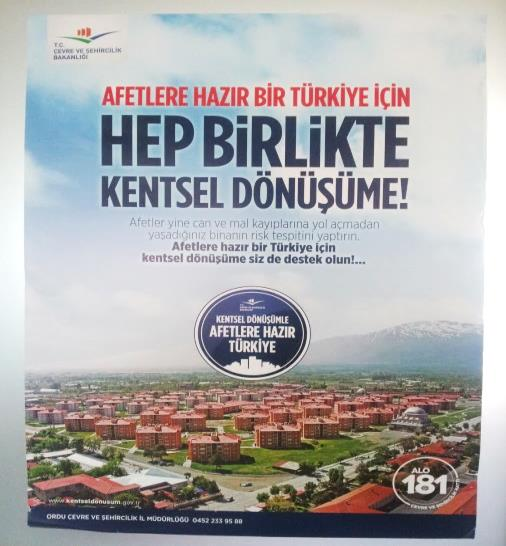 T.C.
ÇEVRE VE ŞEHİRCİLİK
BAKANLIĞI
AFETLERE HAZIR BİR TÜRKİYE İÇİN
HEP BİRLİKTE
KENTSEL DÖNÜŞÜME!
Afetler yine can ve mal kayıplarına yol açmadan
yaşadığınız binanın risk tespitini yaptırın.
Afetlere hazır bir Türkiye için
kentsel dönüşüme siz de destek olun!...
KENTSEL DÖNÜŞÜMLE
AFETLERE HAZIR
TÜRKİYE
ALO
181
ÇEVRE VE ŞEHİRCİLİK
www.kentseldonusum.gov.tr
ORDU ÇEVRE VE ŞEHİRCİLİK İL MÜDÜRLÜĞÜ 0452 233 95 88